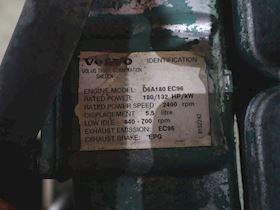 VOLVO IDENTIFICATION
VOLVO TRUCK CORPORATION
SWEDEN
ENGINE MODEL: D6A180 EC96
RATED POWER: 180/132 HP/kW
RATED POWER SPEED: 2400 rpm
DISPLACEMENT: 5.5 litre
LOW IDLE: 640 - 700 rpm
EXHAUST EMISSION: EC96
EXHAUST BRAKE: EPG